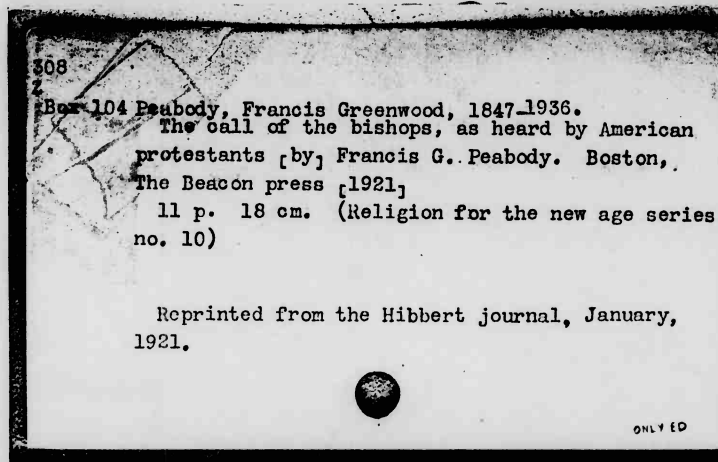 308
Z
Box 104 Peabody, Francis Greenwood, 1847-1936.
The call of the bishops, as heard by American
protestants [by] Francis G. Peabody. Boston,
The Beacon press [1921]
11 p. 18 cm. (Religion for the new age series
no. 10)
Reprinted from the Hibbert journal, January,
1921.
ONLY ED